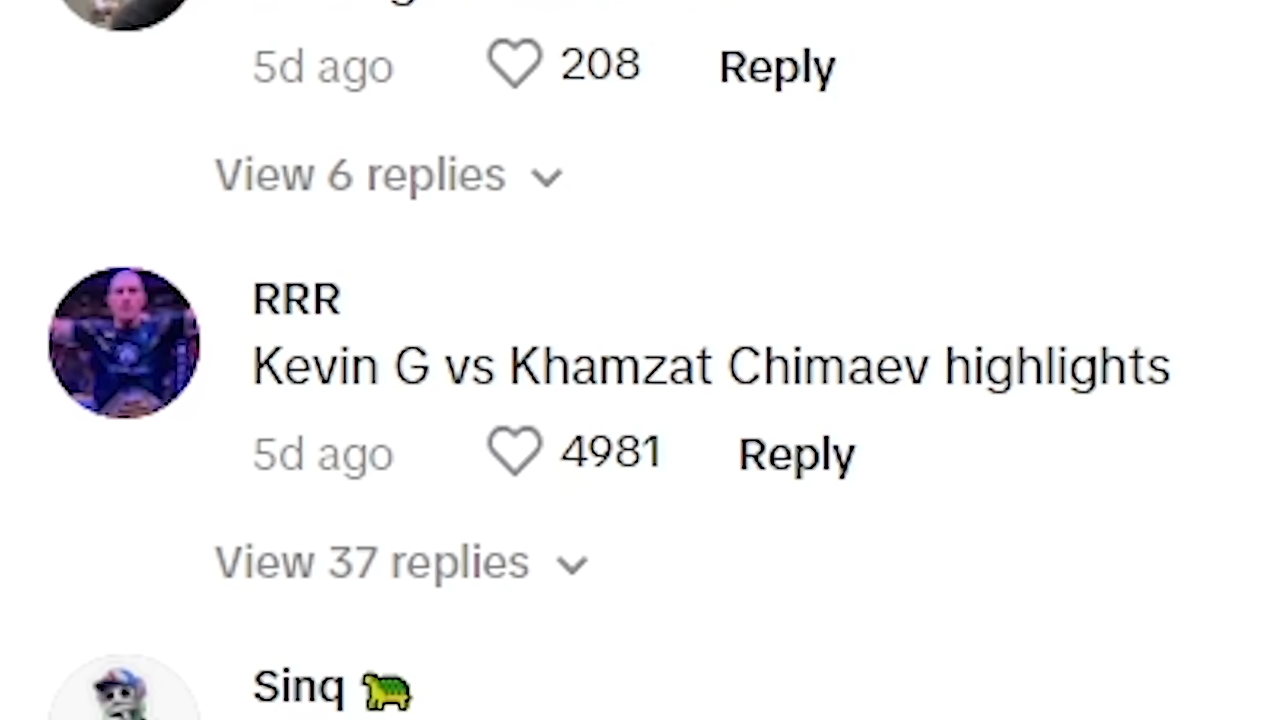 5d ago 208 Reply
View 6 replies
RRR
Kevin G vs Khamzat Chimaev highlights
5d ago 4981 Reply
View 37 replies
Sinq 🐢